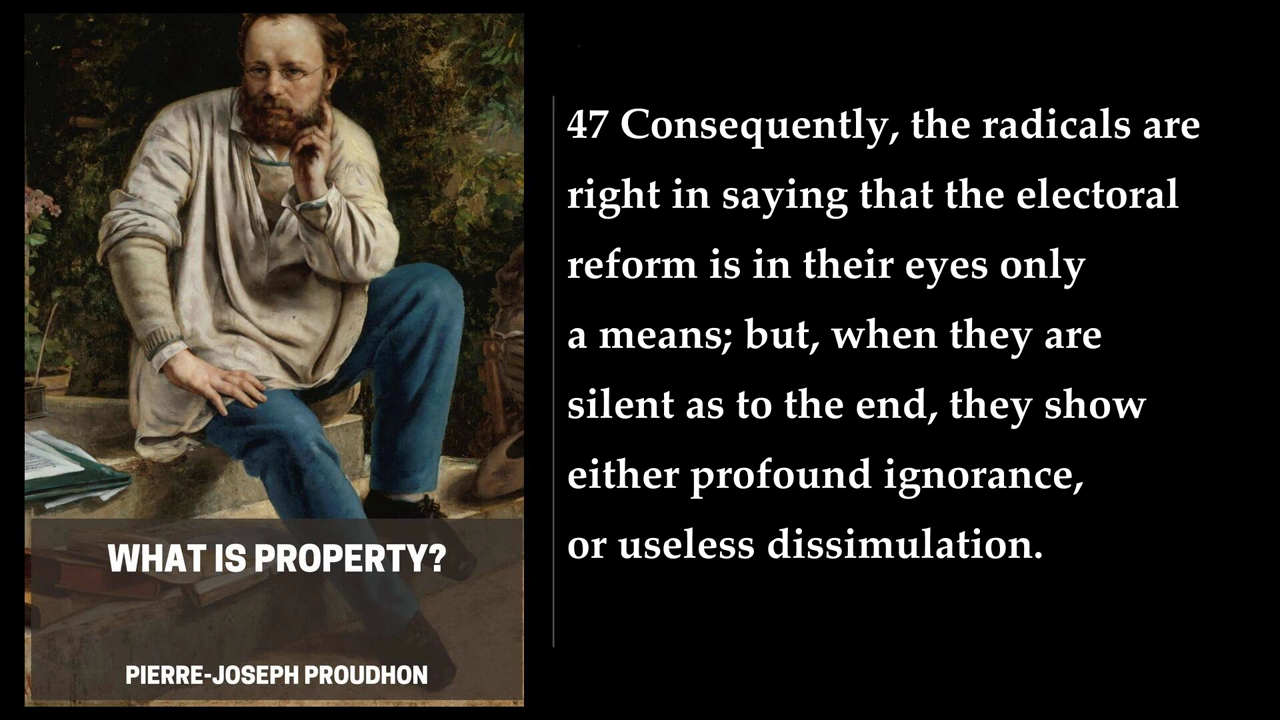 WHAT IS PROPERTY?
PIERRE-JOSEPH PROUDHON
47 Consequently, the radicals are
right in saying that the electoral
reform is in their eyes only
a means; but, when they are
silent as to the end, they show
either profound ignorance,
or useless dissimulation.